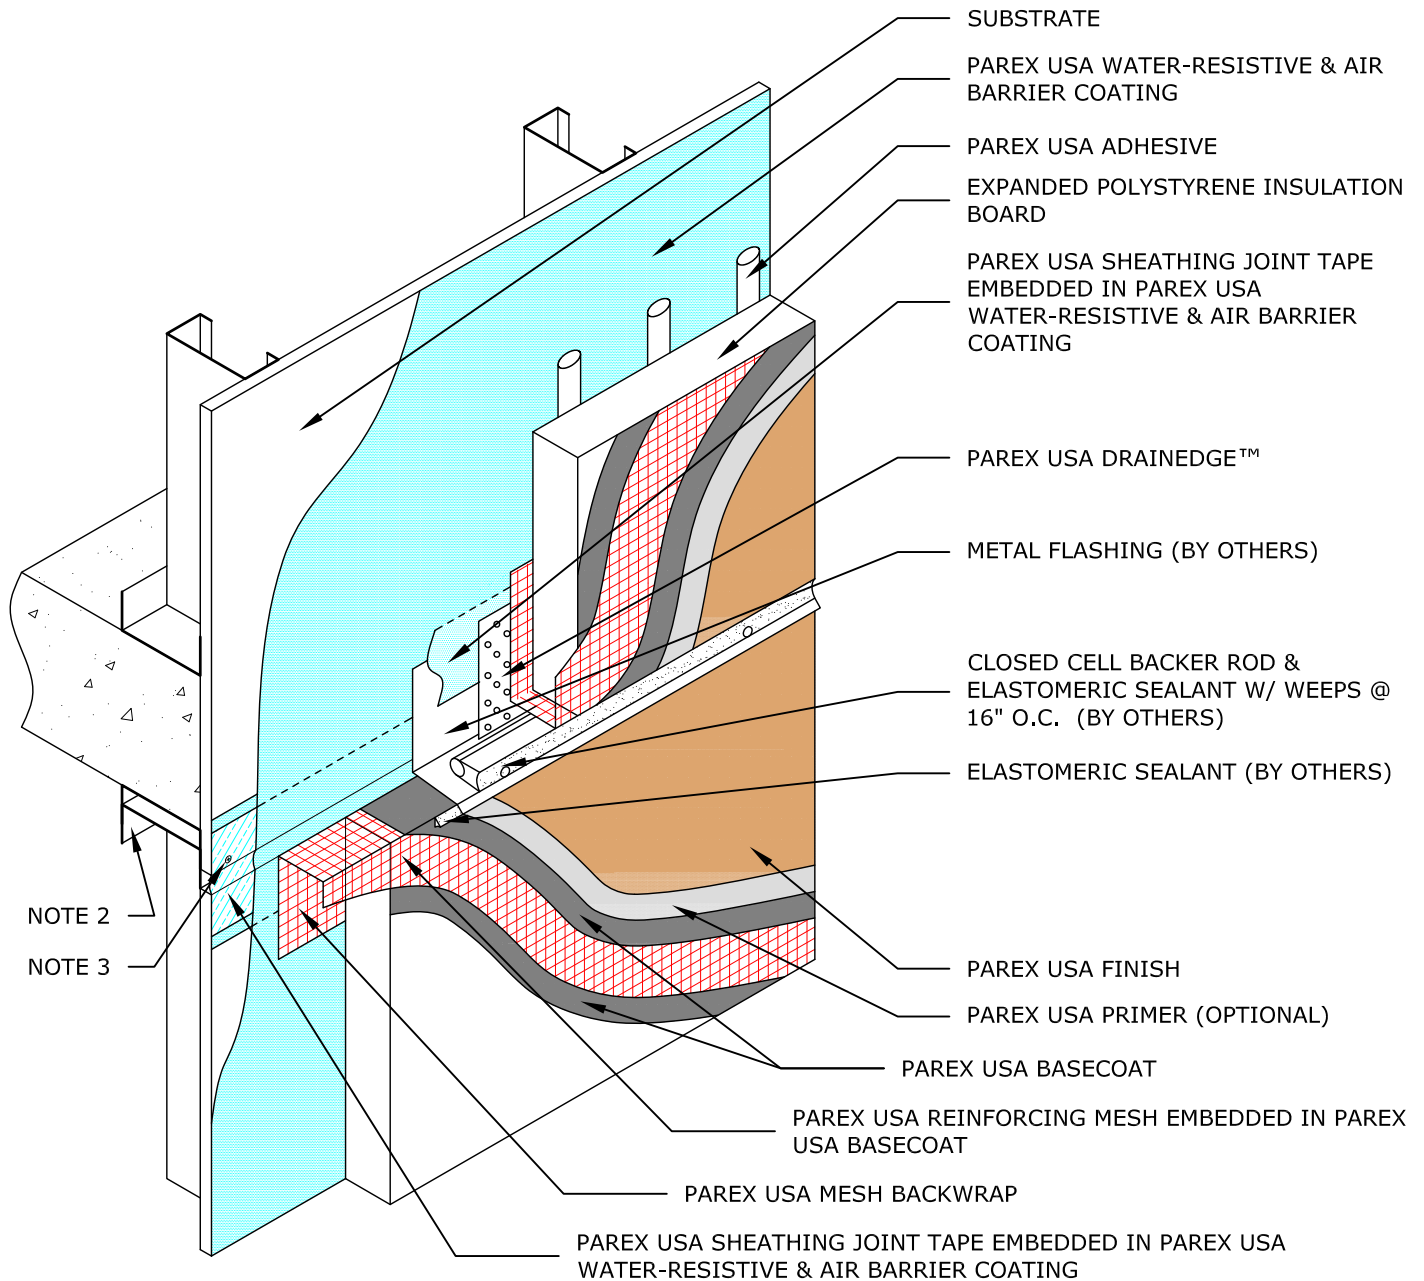 SUBSTRATE
PAREX USA WATER-RESISTIVE & AIR
BARRIER COATING
PAREX USA ADHESIVE
EXPANDED POLYSTYRENE INSULATION
BOARD
PAREX USA SHEATHING JOINT TAPE
EMBEDDED IN PAREX USA
WATER-RESISTIVE & AIR BARRIER
COATING
PAREX USA DRAINEDGE™
METAL FLASHING (BY OTHERS)
CLOSED CELL BACKER ROD &
ELASTOMERIC SEALANT W/ WEEPS @
16" O.C. (BY OTHERS)
ELASTOMERIC SEALANT (BY OTHERS)
NOTE 2
NOTE 3
PAREX USA FINISH
PAREX USA PRIMER (OPTIONAL)
PAREX USA BASECOAT
PAREX USA REINFORCING MESH EMBEDDED IN PAREX
USA BASECOAT
PAREX USA MESH BACKWRAP
PAREX USA SHEATHING JOINT TAPE EMBEDDED IN PAREX USA
WATER-RESISTIVE & AIR BARRIER COATING